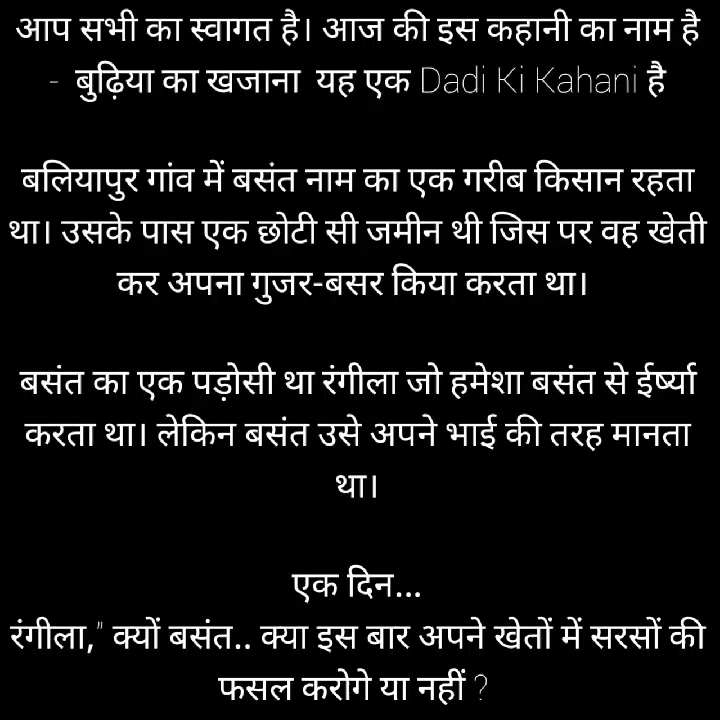 आप सभी का स्वागत है। आज की इस कहानी का नाम है
- बुढ़िया का खजाना यह एक Dadi Ki Kahani है
बलियापुर गांव में बसंत नाम का एक गरीब किसान रहता
था। उसके पास एक छोटी सी जमीन थी जिस पर वह खेती
कर अपना गुजर-बसर किया करता था।
बसंत का एक पड़ोसी था रंगीला जो हमेशा बसंत से ईर्ष्या
करता था। लेकिन बसंत उसे अपने भाई की तरह मानता
था।
एक दिन...
रंगीला," क्यों बसंत.. क्या इस बार अपने खेतों में सरसों की
फसल करोगे या नहीं ?